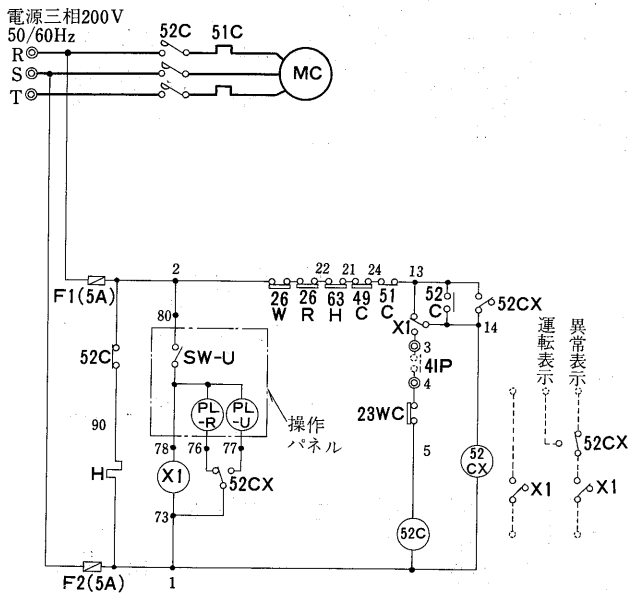 電源三相200V
50/60Hz
R
S
T
52C
51C
MC
F1(5A)
2
26
W
26
R
22
63
H
21
49
C
24
51
C
13
52
C
52CX
X1
14
80
SW-U
52C
PL
-R
PL
-U
操作
パネル
3
41P
4
運転表示
異常表示
23WC
90
78
76
77
5
52
CX
52CX
H
X1
52CX
X1
X1
73
52C
F2(5A)
1